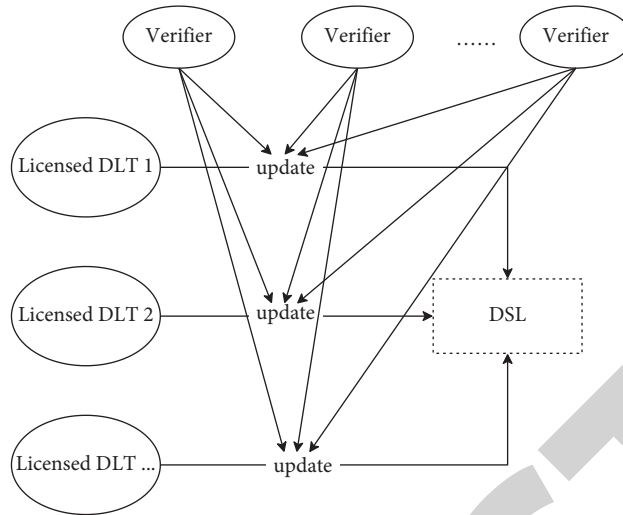 Verifier
Verifier
......
Verifier
Licensed DLT 1
update
Licensed DLT 2
update
DSL
Licensed DLT ...
update